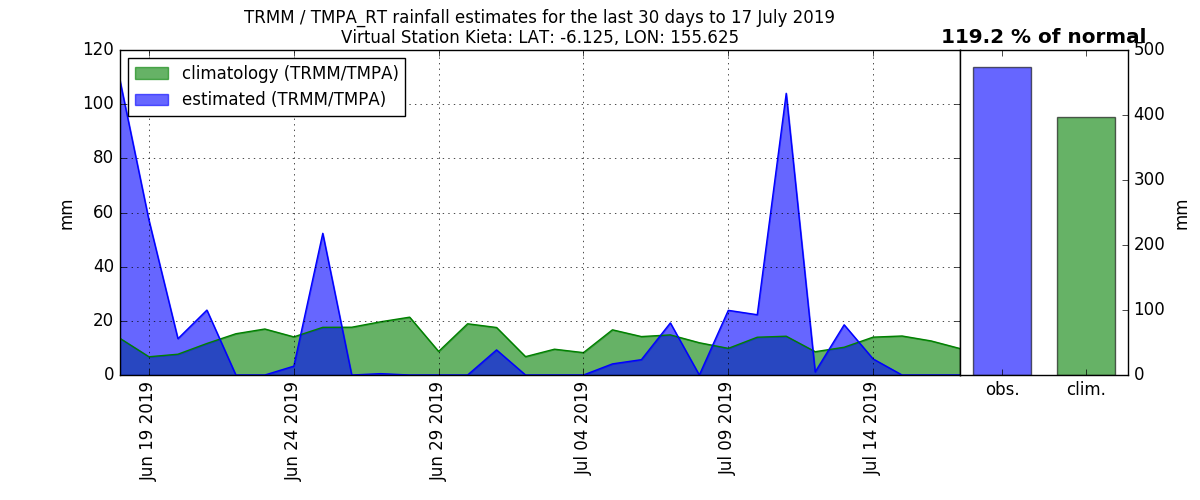 TRMM / TMPA_RT rainfall estimates for the last 30 days to 17 July 2019
Virtual Station Kieta: LAT: -6.125, LON: 155.625
119.2 % of normal
climatology (TRMM/TMPA)
estimated (TRMM/TMPA)
mm
120
100
80
60
40
20
0
Jun 19 2019
Jun 24 2019
Jun 29 2019
Jul 04 2019
Jul 09 2019
Jul 14 2019
obs.
clim.
500
400
300
200
100
0
mm